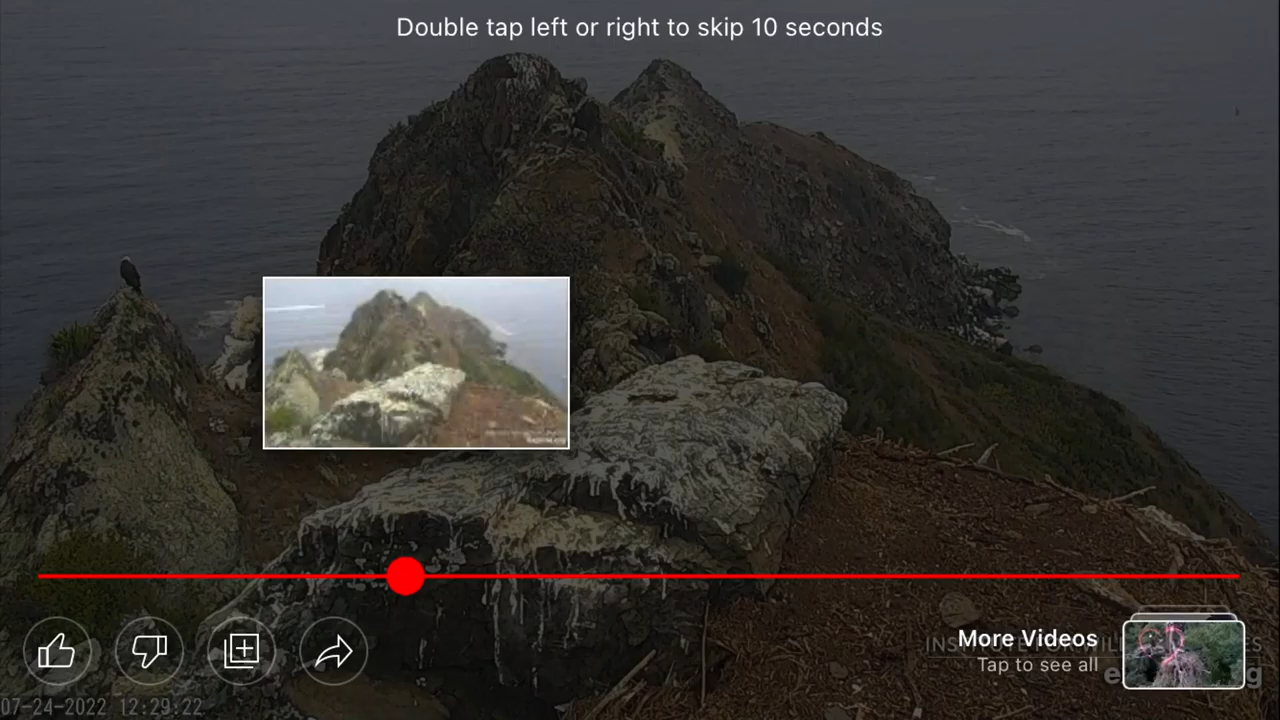 Double tap left or right to skip 10 seconds
More Videos
Tap to see all
07-24-2022 12:29:22